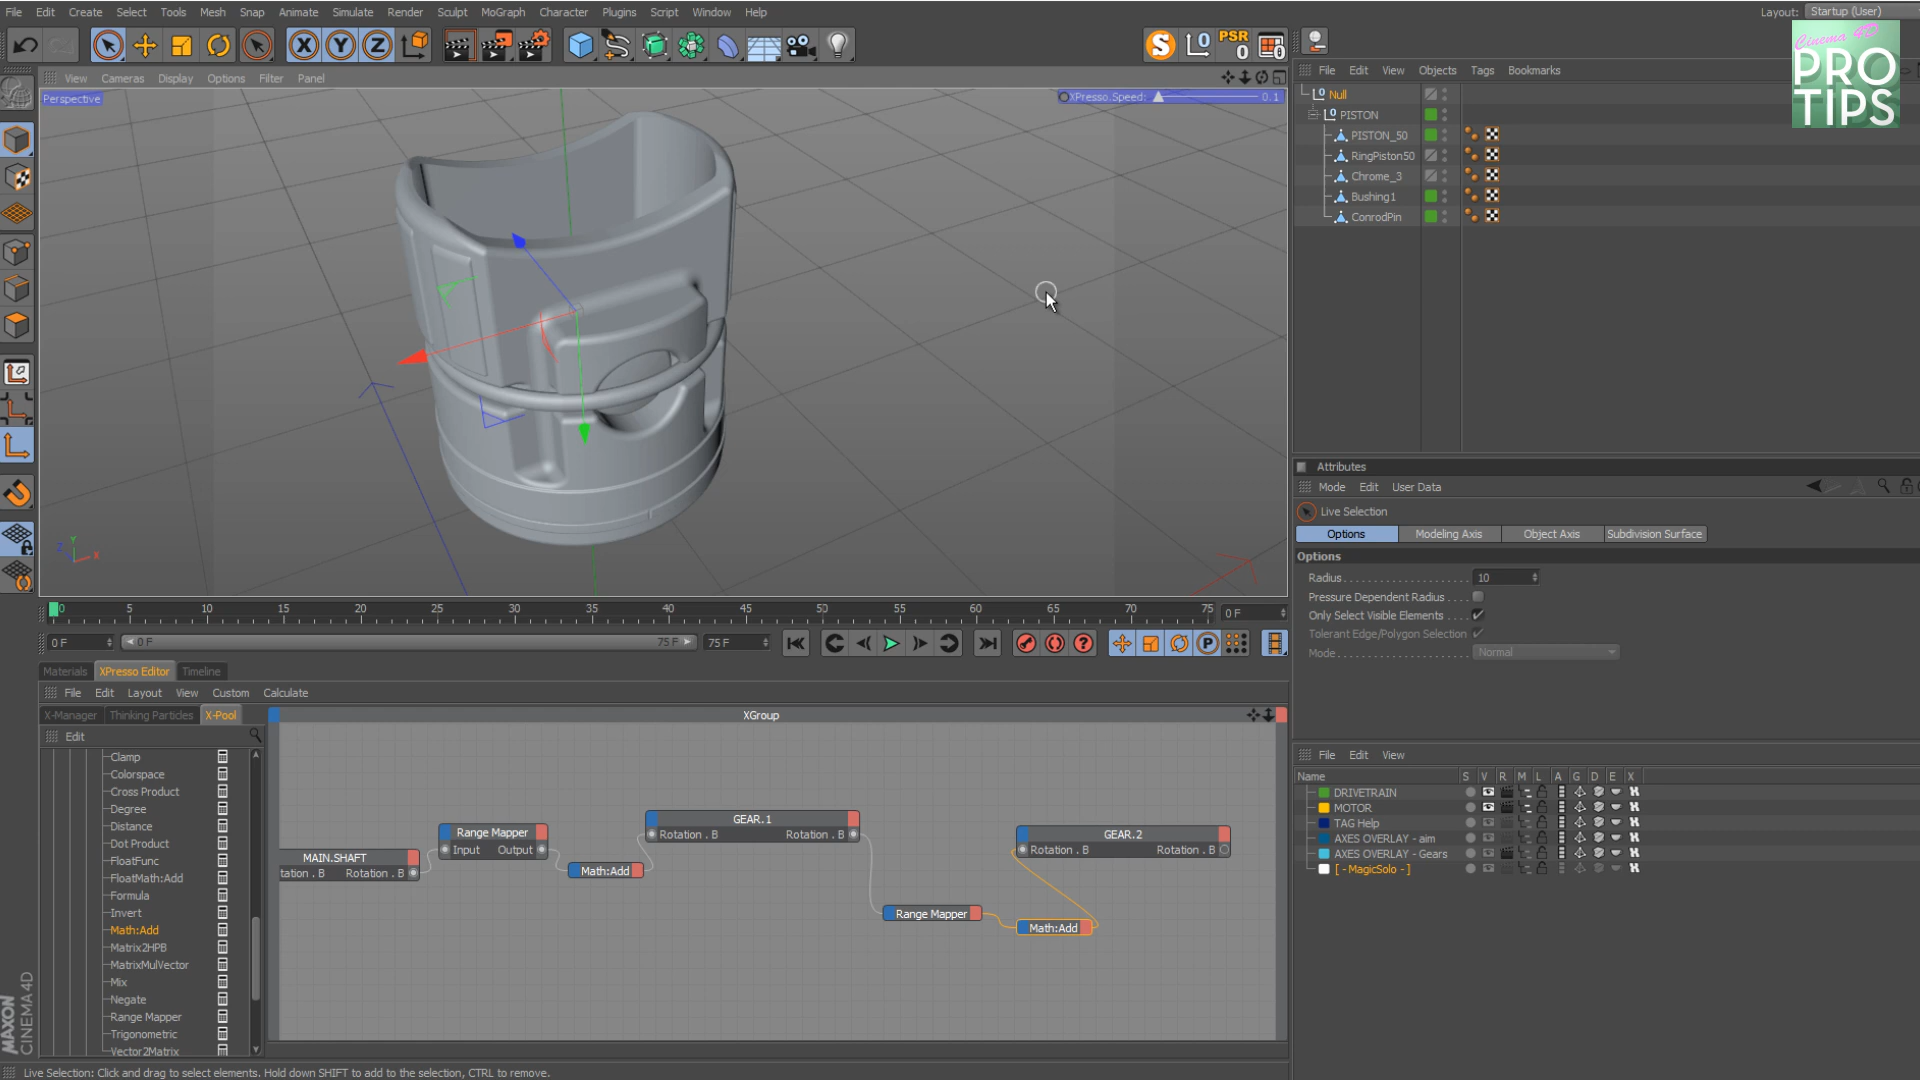 File Edit Create Select Tools Mesh Snap Animate Simulate Render Sculpt MoGraph Character Plugins Script Window Help
Layout: Startup (User)
X Y Z
S 0 PSR 0
Cinema 4D
PRO
TIPS
View Cameras Display Options Filter Panel
Perspective
XPresso.Speed: 0.1
File Edit View Objects Tags Bookmarks
Null
PISTON
PISTON_50
RingPiston50
Chrome_3
Bushing1
ConrodPin
Attributes
Mode Edit User Data
Live Selection
Options Modeling Axis Object Axis Subdivision Surface
Options
Radius 10
Pressure Dependent Radius
Only Select Visible Elements
Tolerant Edge/Polygon Selection
Mode Normal
Y
Z X
0 5 10 15 20 25 30 35 40 45 50 55 60 65 70 75 0 F
0 F 0 F 75 F 75 F
P
Materials XPresso Editor Timeline
File Edit Layout View Custom Calculate
X-Manager Thinking Particles X-Pool
XGroup
Edit
Clamp
Colorspace
Cross Product
Degree
Distance
Dot Product
FloatFunc
FloatMath:Add
Formula
Invert
Math:Add
Matrix2HPB
MatrixMulVector
Mix
Negate
Range Mapper
Trigonometric
Vector2Matrix
MAIN.SHAFT
tation . B Rotation . B
Range Mapper
Input Output
Math:Add
GEAR.1
Rotation . B Rotation . B
Range Mapper
Math:Add
GEAR.2
Rotation . B Rotation . B
File Edit View
Name S V R M L A G D E X
DRIVETRAIN
MOTOR
TAG Help
AXES OVERLAY - aim
AXES OVERLAY - Gears
[ -MagicSolo - ]
MAXON
CINEMA 4D
Live Selection: Click and drag to select elements. Hold down SHIFT to add to the selection, CTRL to remove.